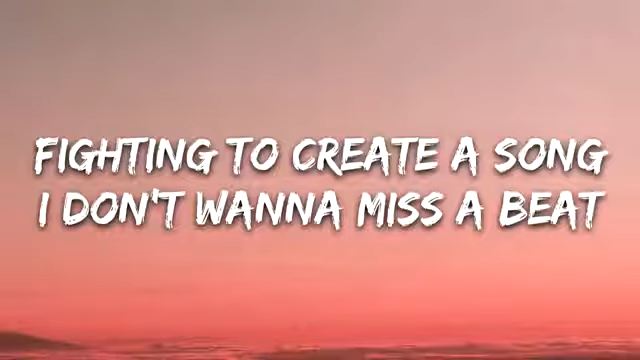 FIGHTING TO CREATE A SONG
I DON'T WANNA MISS A BEAT